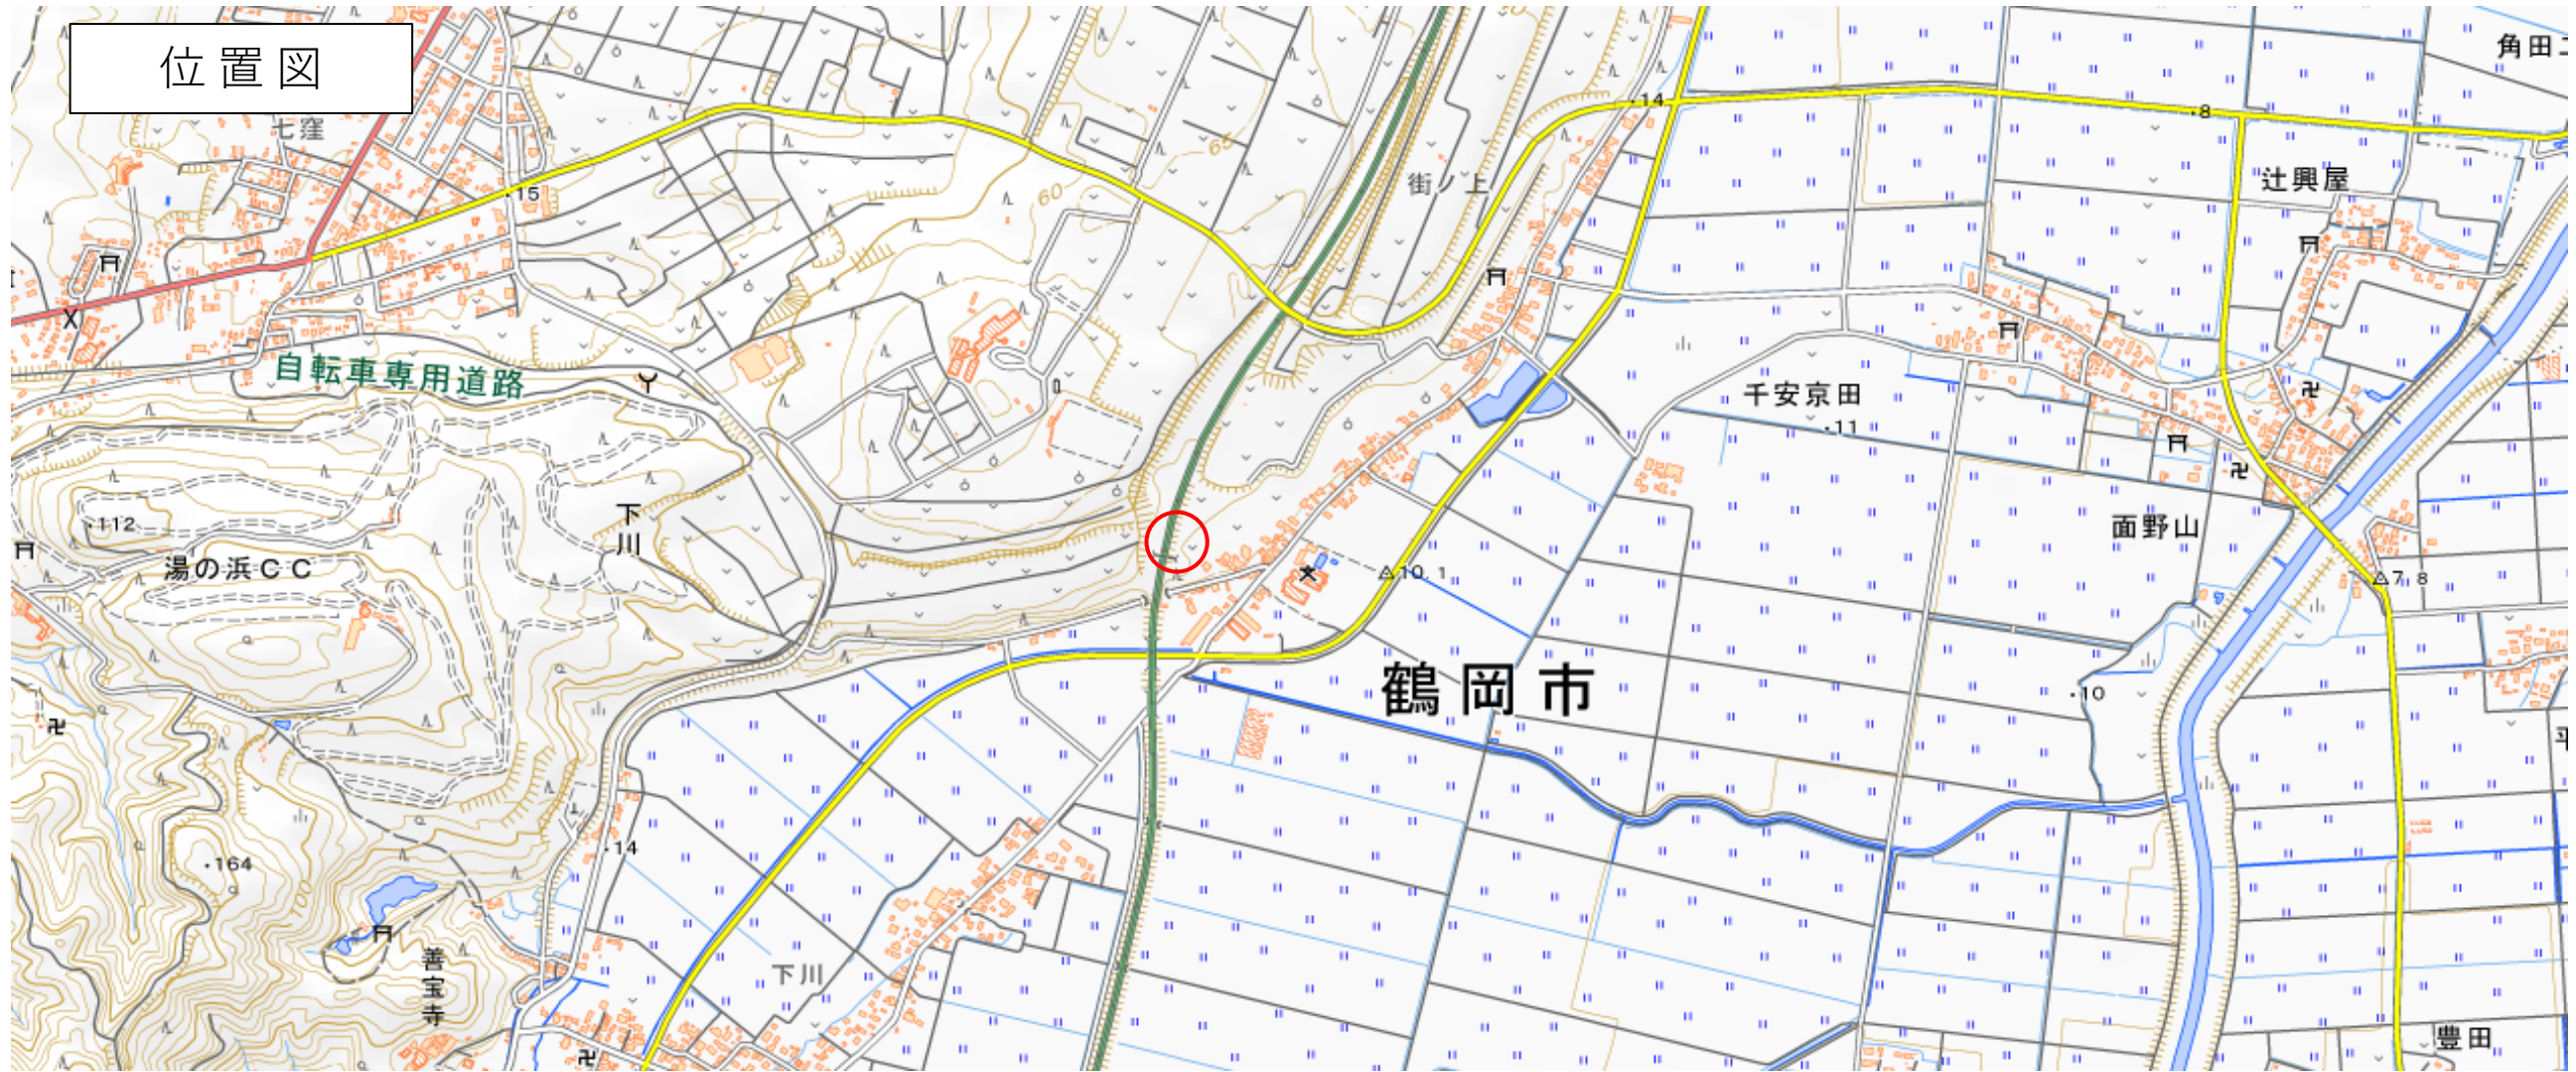 位置図
角田二
七窪
14
8
65
街ノ上
辻興屋
15
60
自転車専用道路
千安京田
11
下川
112
面野山
湯の浜CC
10.1
7.8
鶴岡市
10
平
14
164
100
善宝寺
下川
豊田